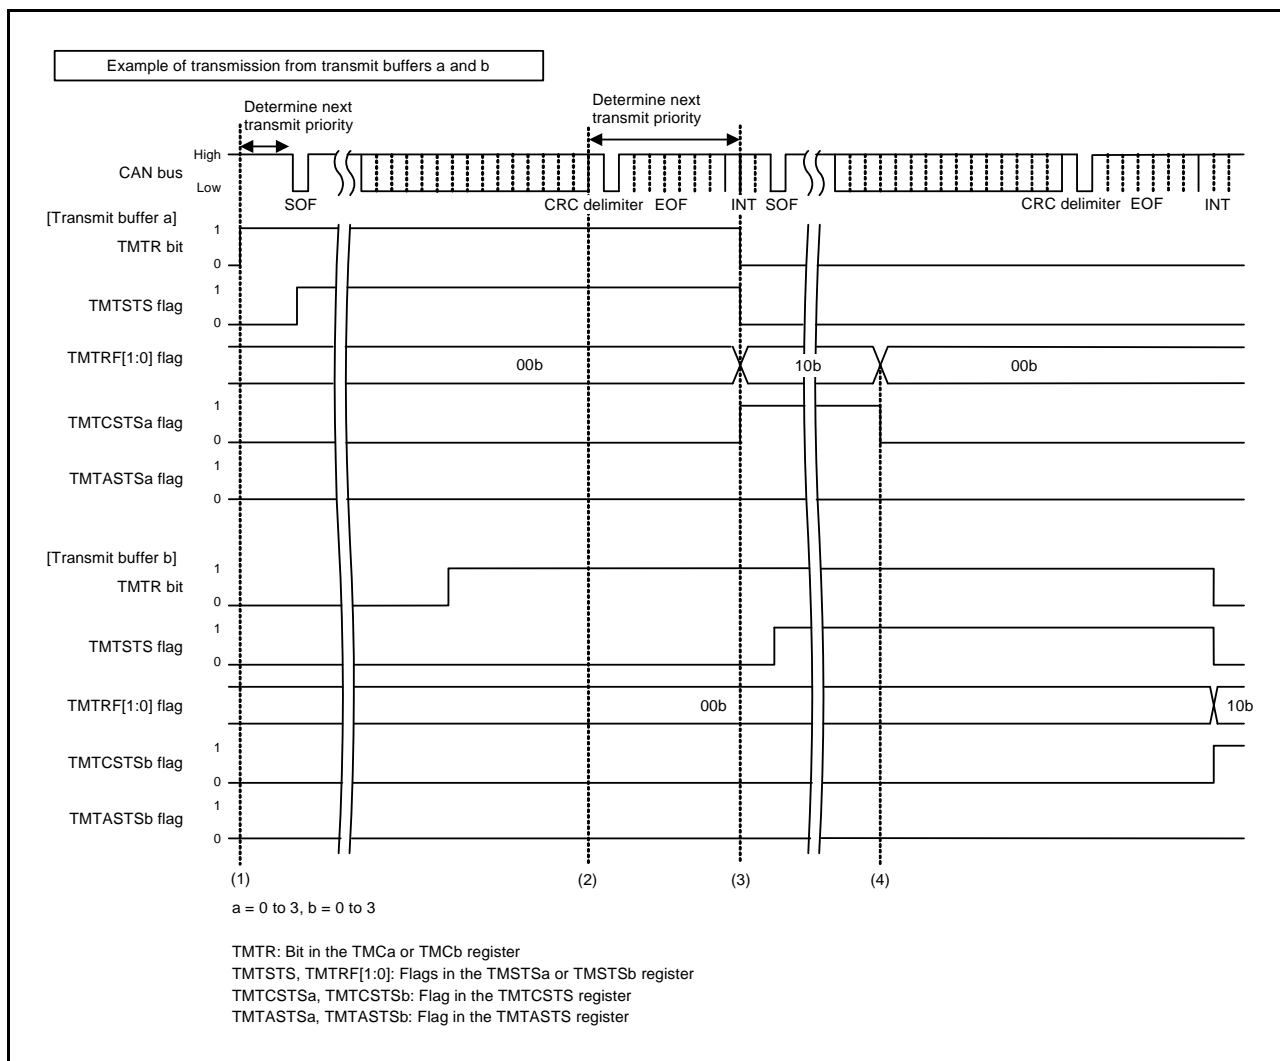 Example of transmission from transmit buffers a and b
Determine next
transmit priority
Determine next
transmit priority
CAN bus
High
Low
SOF
CRC delimiter
EOF
INT
SOF
CRC delimiter
EOF
INT
[Transmit buffer a]
TMTR bit
1
0
TMTSTS flag
1
0
TMTRF[1:0] flag
00b
10b
00b
TMTCSTSa flag
1
0
TMTASTSa flag
1
0
[Transmit buffer b]
TMTR bit
1
0
TMTSTS flag
1
0
TMTRF[1:0] flag
00b
10b
TMTCSTSb flag
1
0
TMTASTSb flag
1
0
(1)
(2)
(3)
(4)
a = 0 to 3, b = 0 to 3
TMTR: Bit in the TMCa or TMCb register
TMTSTS, TMTRF[1:0]: Flags in the TMSTSa or TMSTSb register
TMTCSTSa, TMTCSTSb: Flag in the TMTCSTS register
TMTASTSa, TMTASTSb: Flag in the TMTASTS register